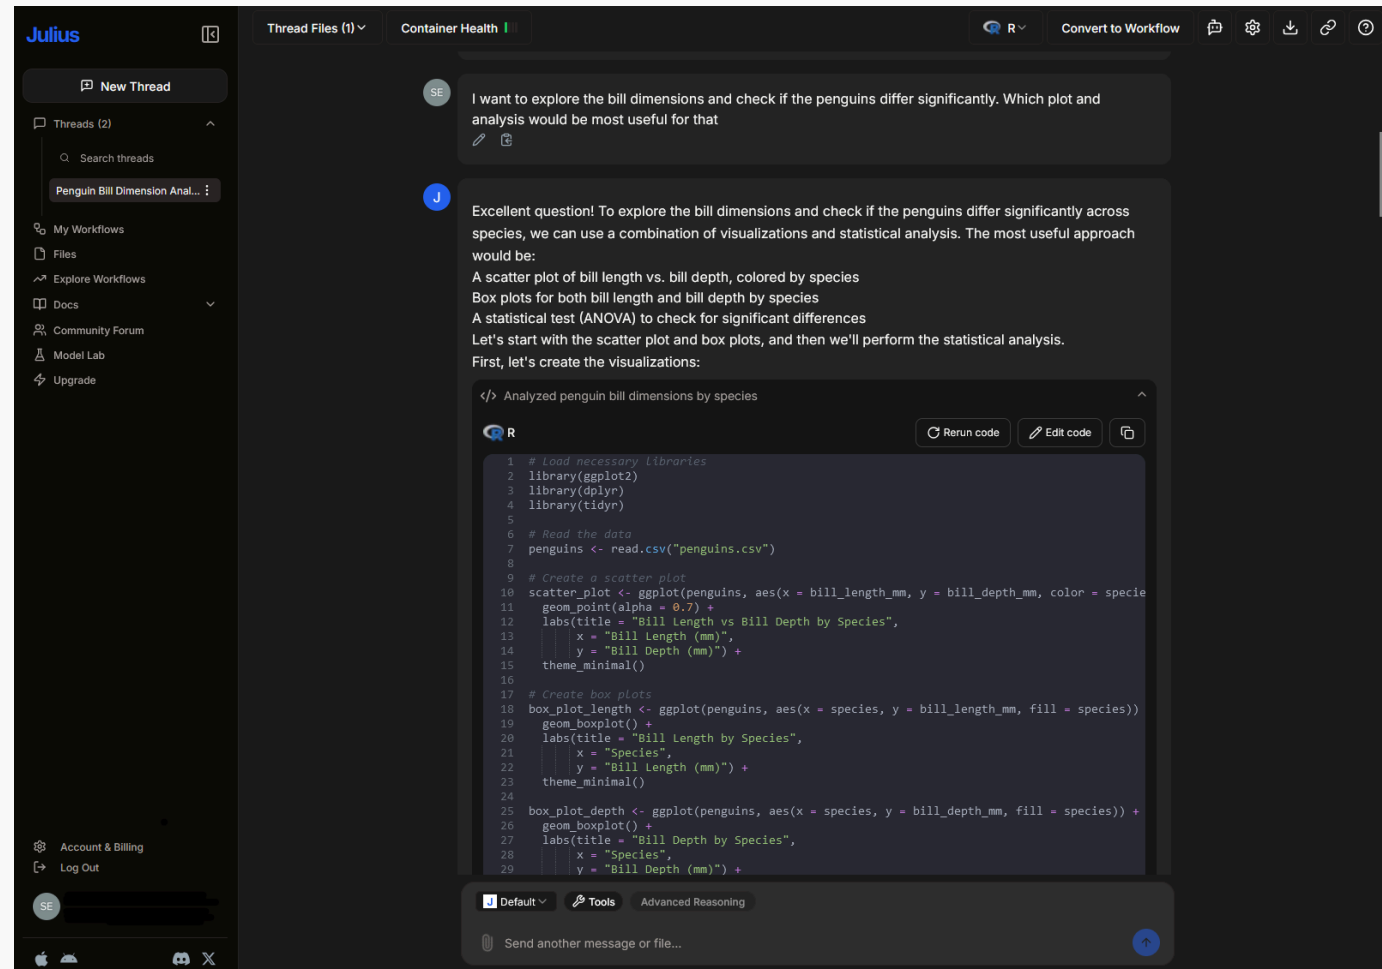 Julius
Thread Files (1)
Container Health
R
Convert to Workflow
New Thread
Threads (2)
Search threads
Penguin Bill Dimension Anal...
My Workflows
Files
Explore Workflows
Docs
Community Forum
Model Lab
Upgrade
Account & Billing
Log Out
SE
SE
I want to explore the bill dimensions and check if the penguins differ significantly. Which plot and
analysis would be most useful for that
J
Excellent question! To explore the bill dimensions and check if the penguins differ significantly across
species, we can use a combination of visualizations and statistical analysis. The most useful approach
would be:
A scatter plot of bill length vs. bill depth, colored by species
Box plots for both bill length and bill depth by species
A statistical test (ANOVA) to check for significant differences
Let's start with the scatter plot and box plots, and then we'll perform the statistical analysis.
First, let's create the visualizations:
</> Analyzed penguin bill dimensions by species
R
Rerun code
Edit code
1 # Load necessary libraries
2 library(ggplot2)
3 library(dplyr)
4 library(tidyr)
5
6 # Read the data
7 penguins <- read.csv("penguins.csv")
8
9 # Create a scatter plot
10 scatter_plot <- ggplot(penguins, aes(x = bill_length_mm, y = bill_depth_mm, color = specie
11 geom_point(alpha = 0.7) +
12 labs(title = "Bill Length vs Bill Depth by Species",
13 x = "Bill Length (mm)",
14 y = "Bill Depth (mm)") +
15 theme_minimal()
16
17 # Create box plots
18 box_plot_length <- ggplot(penguins, aes(x = species, y = bill_length_mm, fill = species))
19 geom_boxplot() +
20 labs(title = "Bill Length by Species",
21 x = "Species",
22 y = "Bill Length (mm)") +
23 theme_minimal()
24
25 box_plot_depth <- ggplot(penguins, aes(x = species, y = bill_depth_mm, fill = species)) +
26 geom_boxplot() +
27 labs(title = "Bill Depth by Species",
28 x = "Species",
29 y = "Bill Depth (mm)") +
J Default
Tools
Advanced Reasoning
Send another message or file...